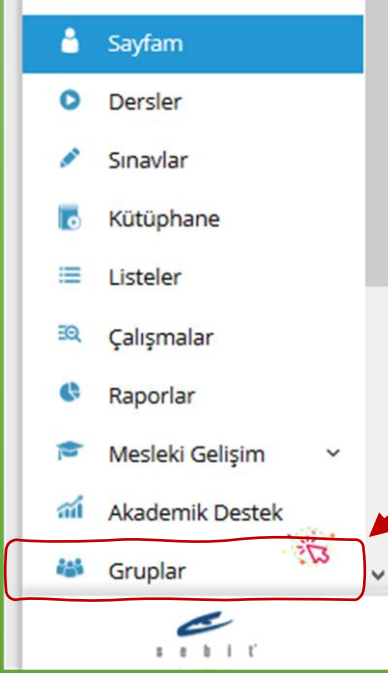 Sayfam
Dersler
Sınavlar
Kütüphane
Listeler
Çalışmalar
Raporlar
Mesleki Gelişim
Akademik Destek
Gruplar
sebit